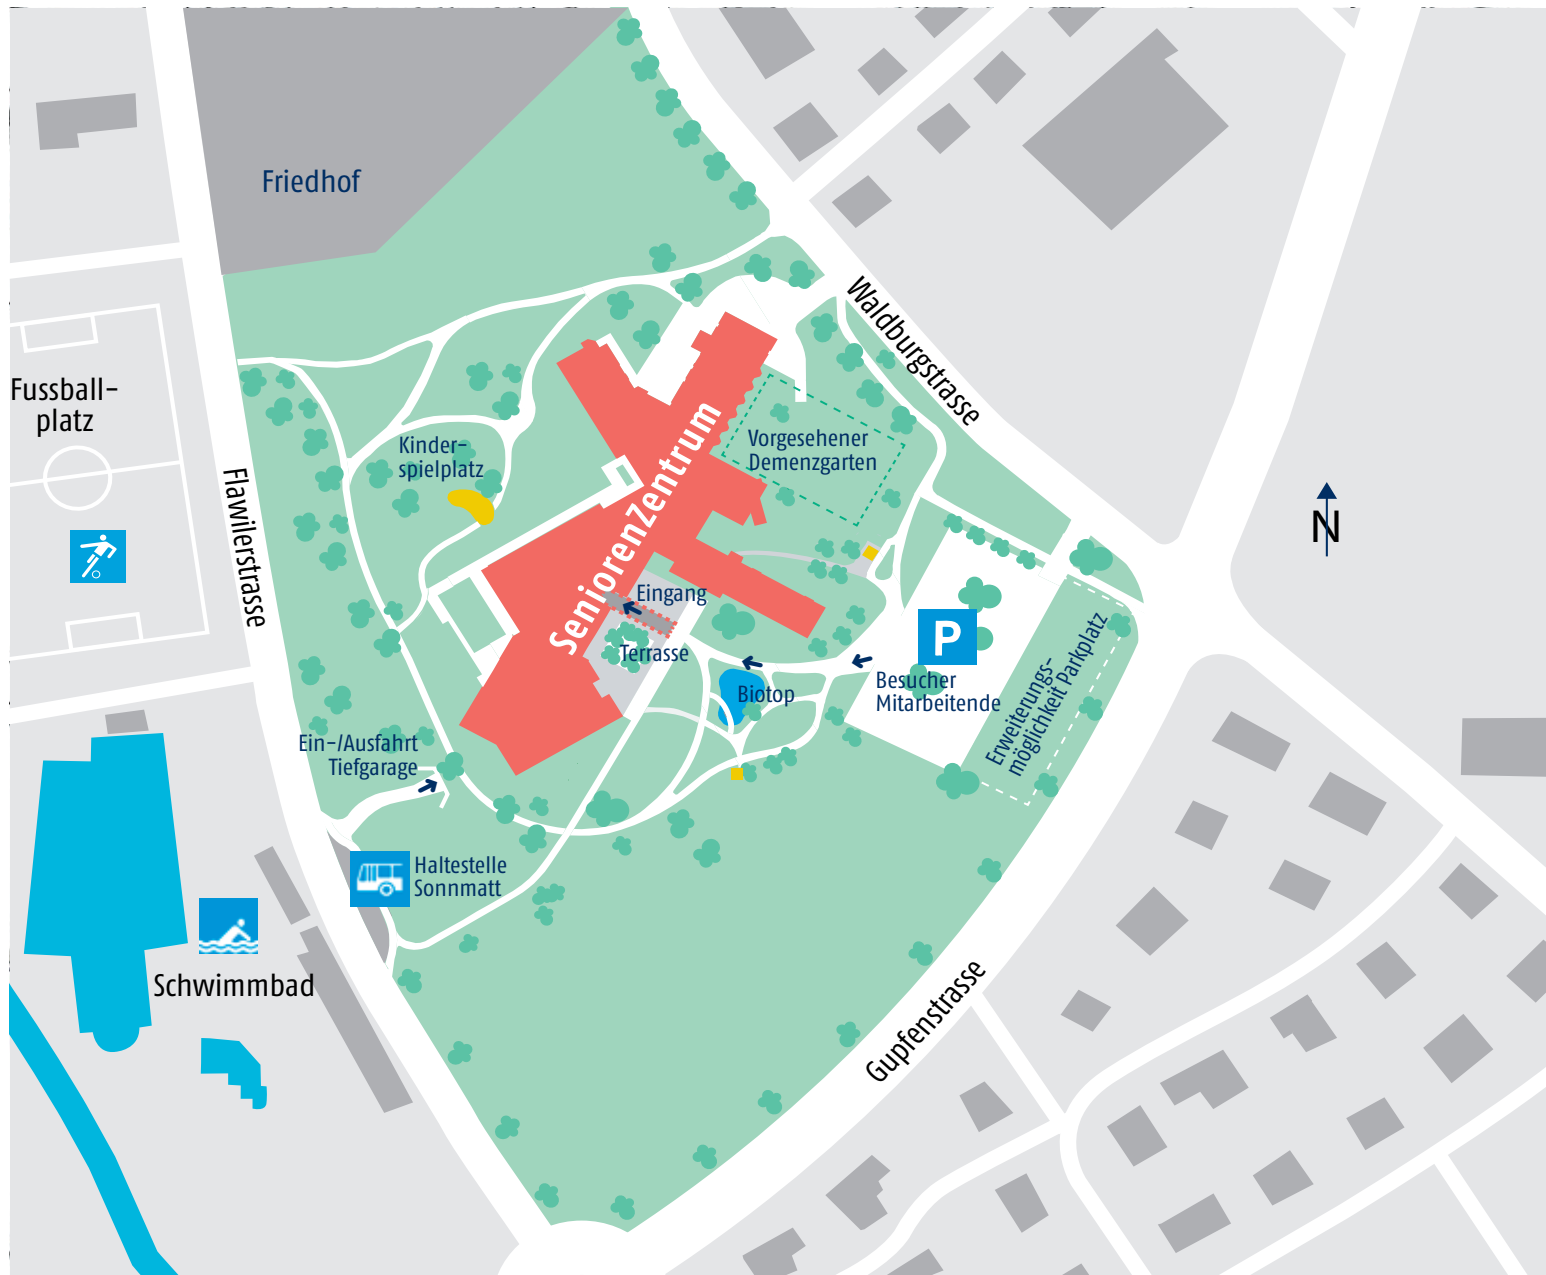 Friedhof
Waldburgstrasse
Fussball-
platz
Kinder-
spielplatz
Vorgesehener
Demenzgarten
SeniorenZentrum
Flawilerstrasse
N
Eingang
Terrasse
P
Besucher
Mitarbeitende
Biotop
Erweiterungs-
möglichkeit Parkplatz
Ein-/Ausfahrt
Tiefgarage
Haltestelle
Sonnmatt
Schwimmbad
Gupfenstrasse